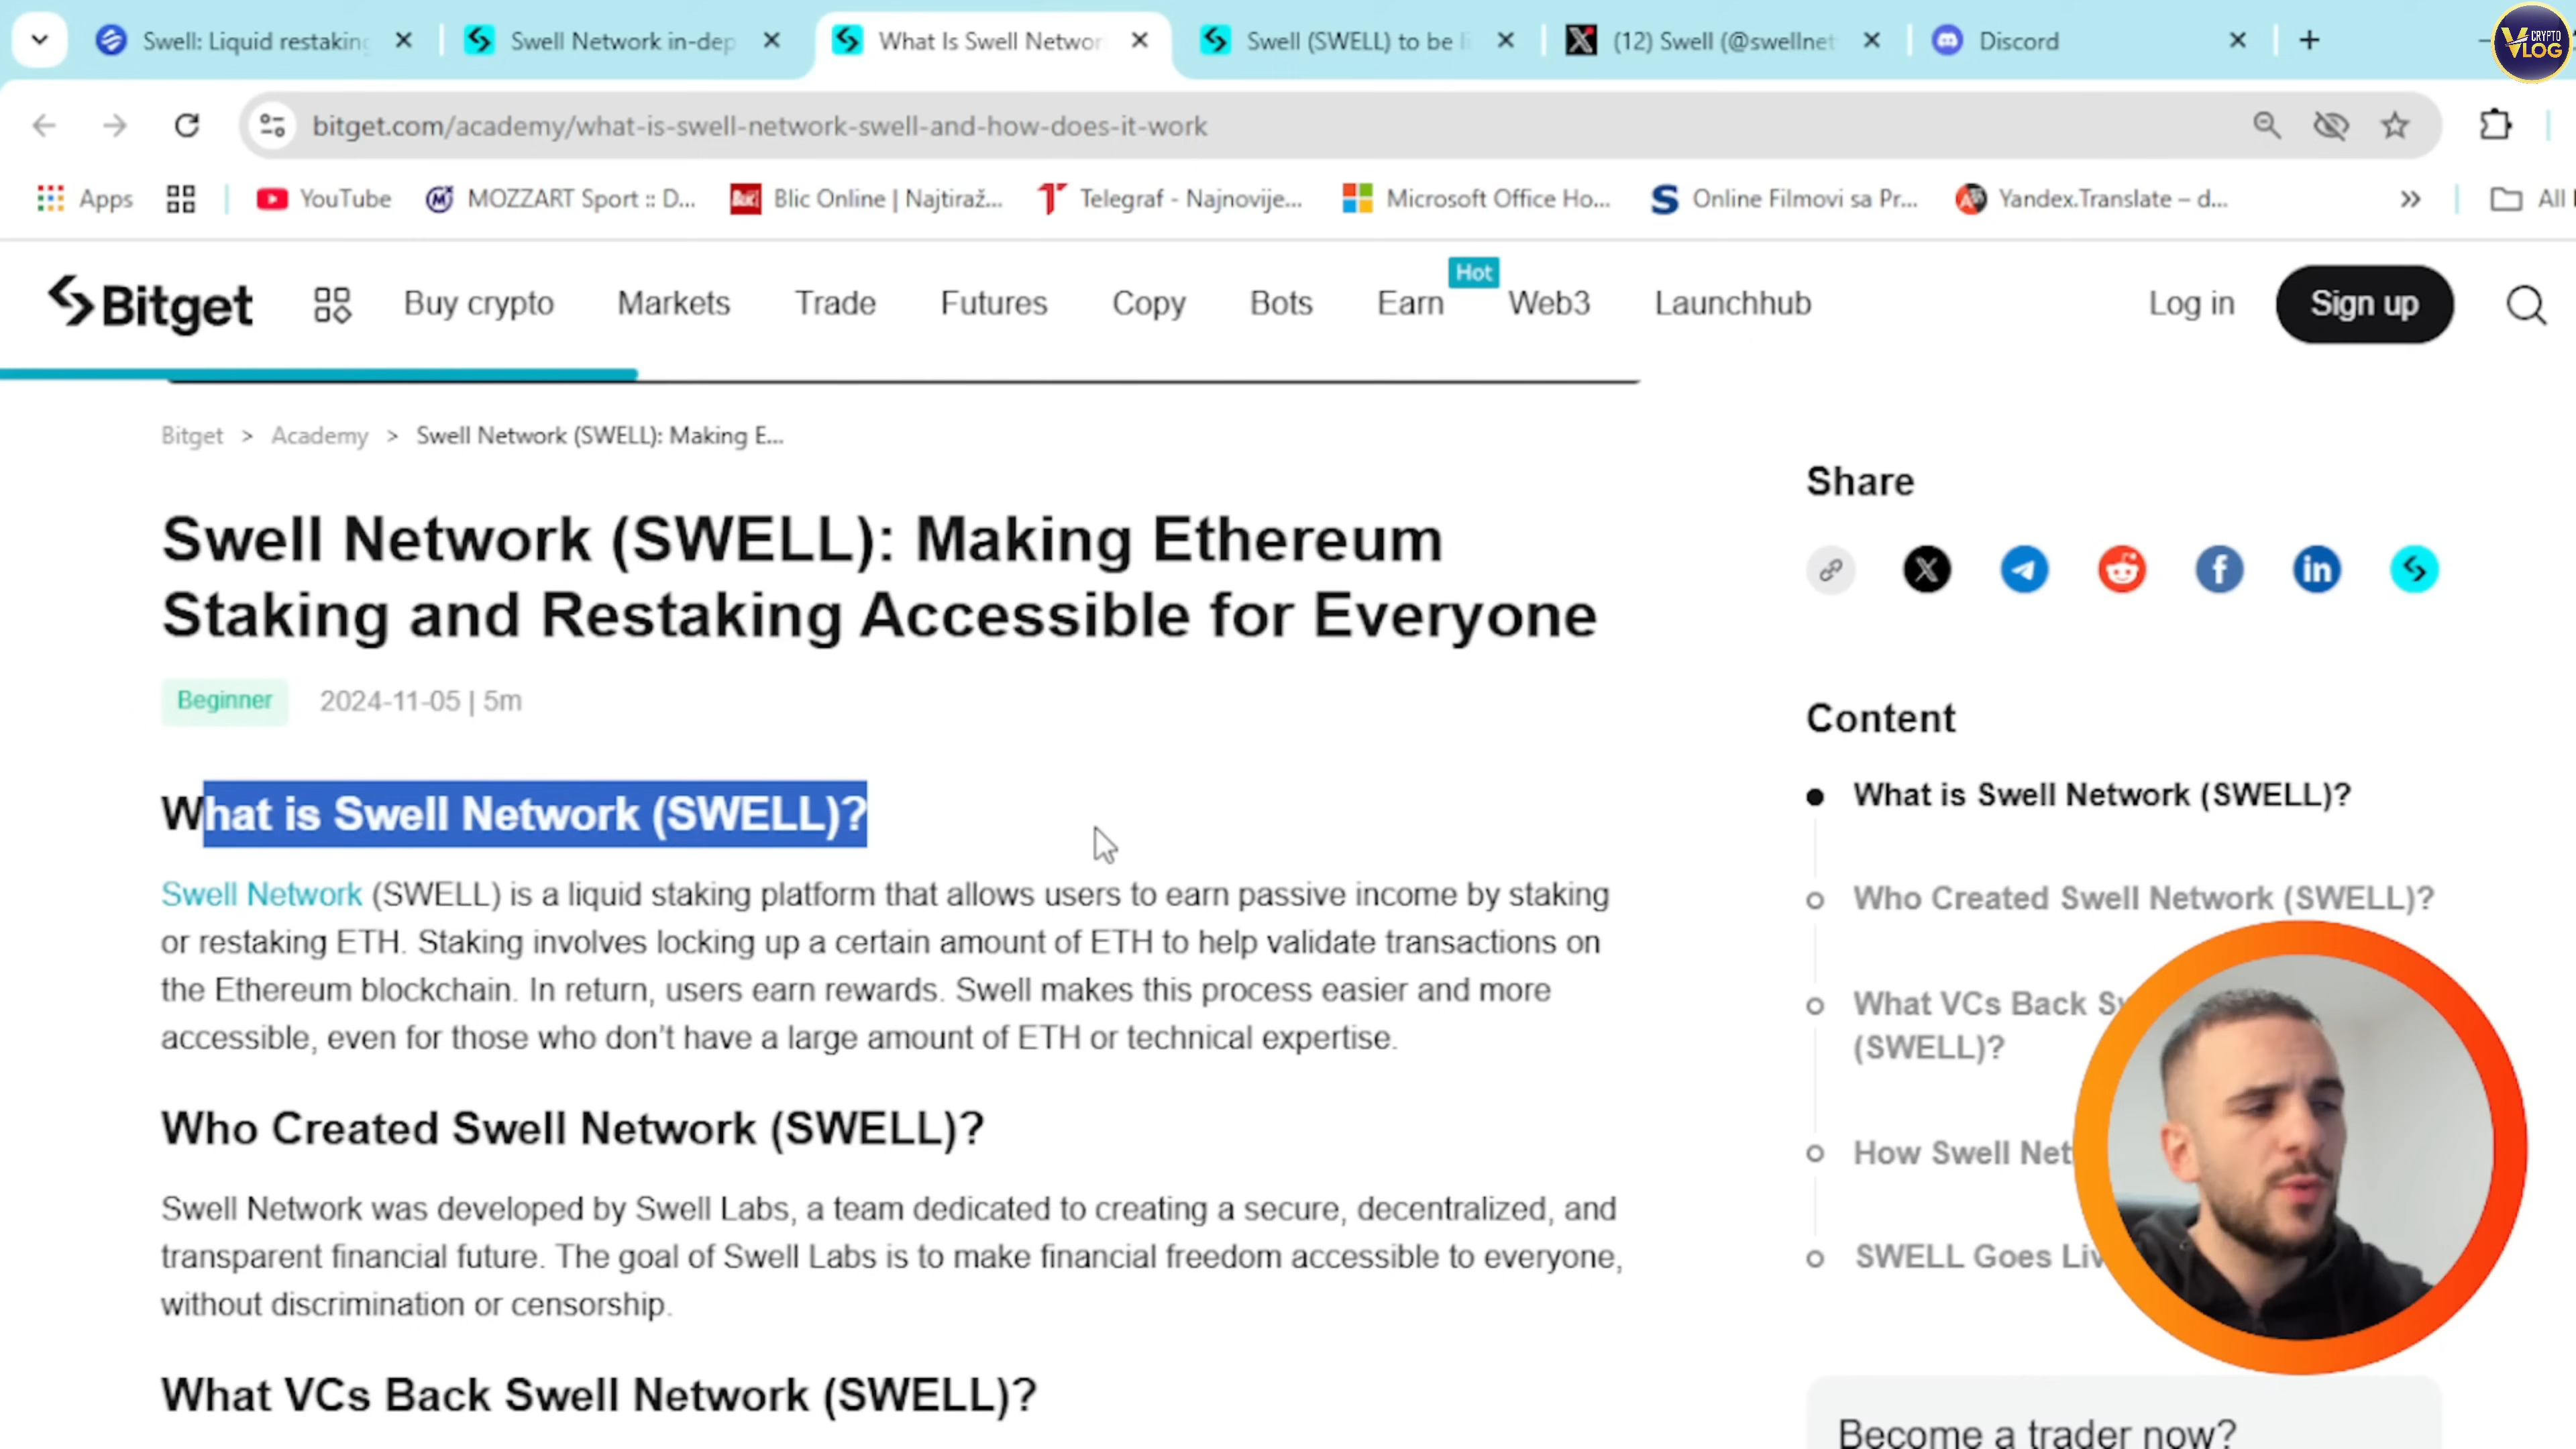 Swell: Liquid restaking
Swell Network in-dep
What Is Swell Networ
Swell (SWELL) to be li
(12) Swell (@swellnet
Discord
CRYPTO
VLOG
bitget.com/academy/what-is-swell-network-swell-and-how-does-it-work
Apps
YouTube
MOZZART Sport :: D...
Blic Online | Najtiraž...
Telegraf - Najnovije...
Microsoft Office Ho...
Online Filmovi sa Pr...
Yandex.Translate – d...
All
Bitget
Buy crypto
Markets
Trade
Futures
Copy
Bots
Earn
Hot
Web3
Launchhub
Log in
Sign up
Bitget > Academy > Swell Network (SWELL): Making E...
Swell Network (SWELL): Making Ethereum
Staking and Restaking Accessible for Everyone
Beginner
2024-11-05 | 5m
What is Swell Network (SWELL)?
Swell Network (SWELL) is a liquid staking platform that allows users to earn passive income by staking
or restaking ETH. Staking involves locking up a certain amount of ETH to help validate transactions on
the Ethereum blockchain. In return, users earn rewards. Swell makes this process easier and more
accessible, even for those who don't have a large amount of ETH or technical expertise.
Who Created Swell Network (SWELL)?
Swell Network was developed by Swell Labs, a team dedicated to creating a secure, decentralized, and
transparent financial future. The goal of Swell Labs is to make financial freedom accessible to everyone,
without discrimination or censorship.
What VCs Back Swell Network (SWELL)?
Share
Content
What is Swell Network (SWELL)?
Who Created Swell Network (SWELL)?
What VCs Back Sw
(SWELL)?
How Swell Net
SWELL Goes Liv
Become a trader now?